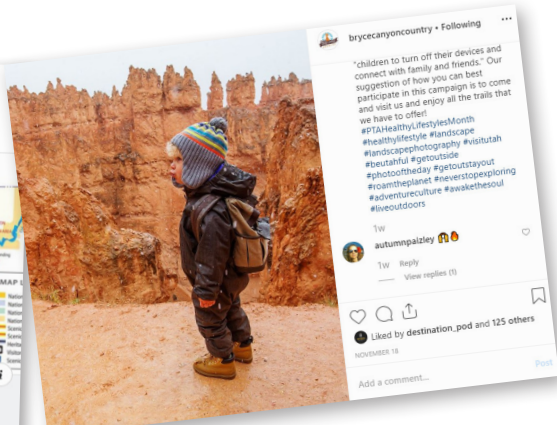 brycecanyoncountry • Following
"children to turn off their devices and
connect with family and friends." Our
suggestion of how you can best
participate in this campaign is to come
and visit us and enjoy all the trails that
we have to offer!
#PTAHealthyLifestylesMonth
#healthylifestyle #landscape
#landscapephotography #visitutah
#beutahful #getoutside
#photooftheday #getoutstayout
#roamtheplanet #neverstopexploring
#adventureculture #awakethesoul
#liveoutdoors
1w
autumnpaizley 🙌🔥
1w Reply
View replies (1)
Liked by destination_pod and 125 others
NOVEMBER 18
Add a comment...
Post
MAP L